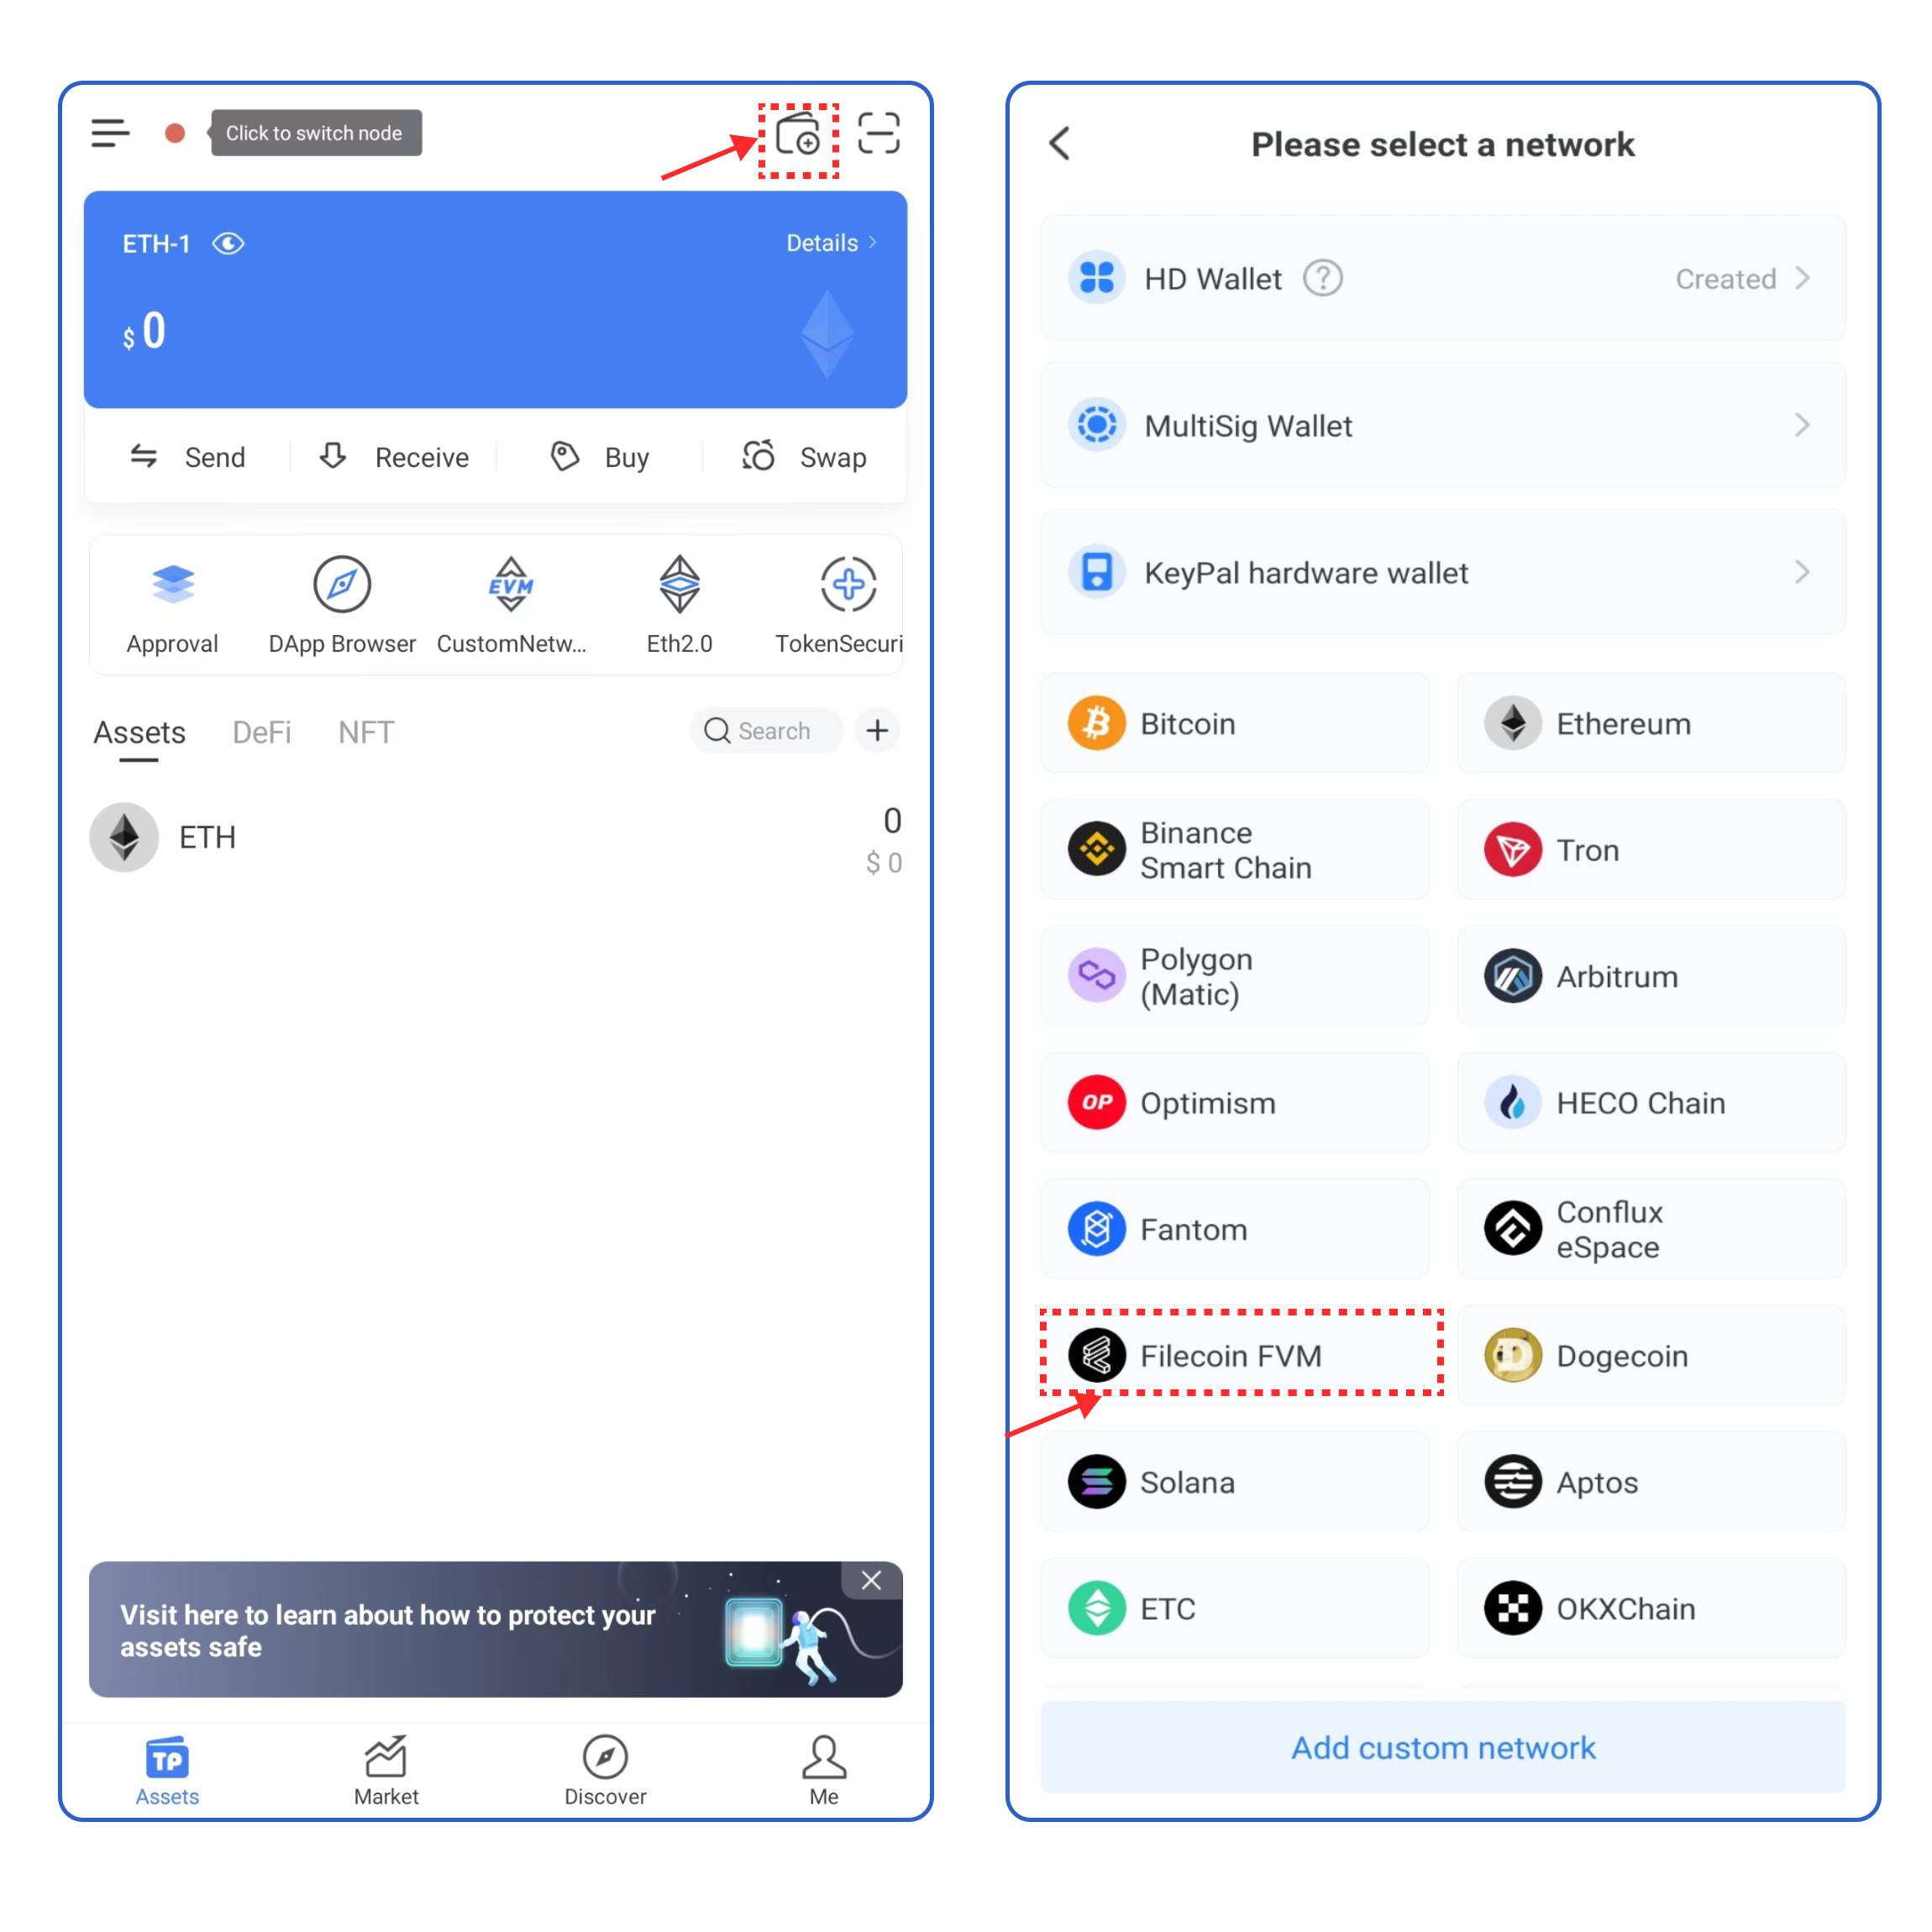 Click to switch node
ETH-1
Details
$ 0
Send
Receive
Buy
Swap
EVM
Approval
DApp Browser
CustomNetw...
Eth2.0
TokenSecuri
Assets
DeFi
NFT
Search
ETH
0
$ 0
Visit here to learn about how to protect your
assets safe
TP
Assets
Market
Discover
Me
Please select a network
HD Wallet
?
Created
MultiSig Wallet
KeyPal hardware wallet
Bitcoin
Ethereum
Binance
Smart Chain
Tron
Polygon
(Matic)
Arbitrum
OP
Optimism
HECO Chain
Fantom
Conflux
eSpace
Filecoin FVM
Dogecoin
Solana
Aptos
ETC
OKXChain
Add custom network